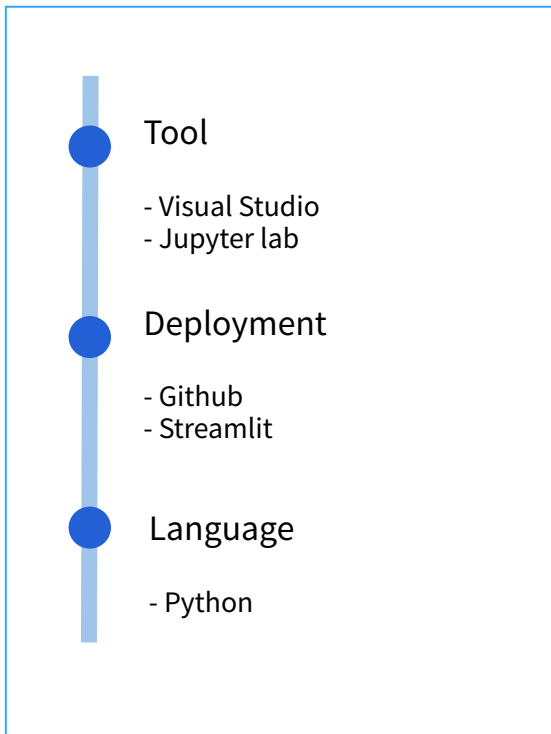 Tool
- Visual Studio
- Jupyter lab
Deployment
- Github
- Streamlit
Language
- Python